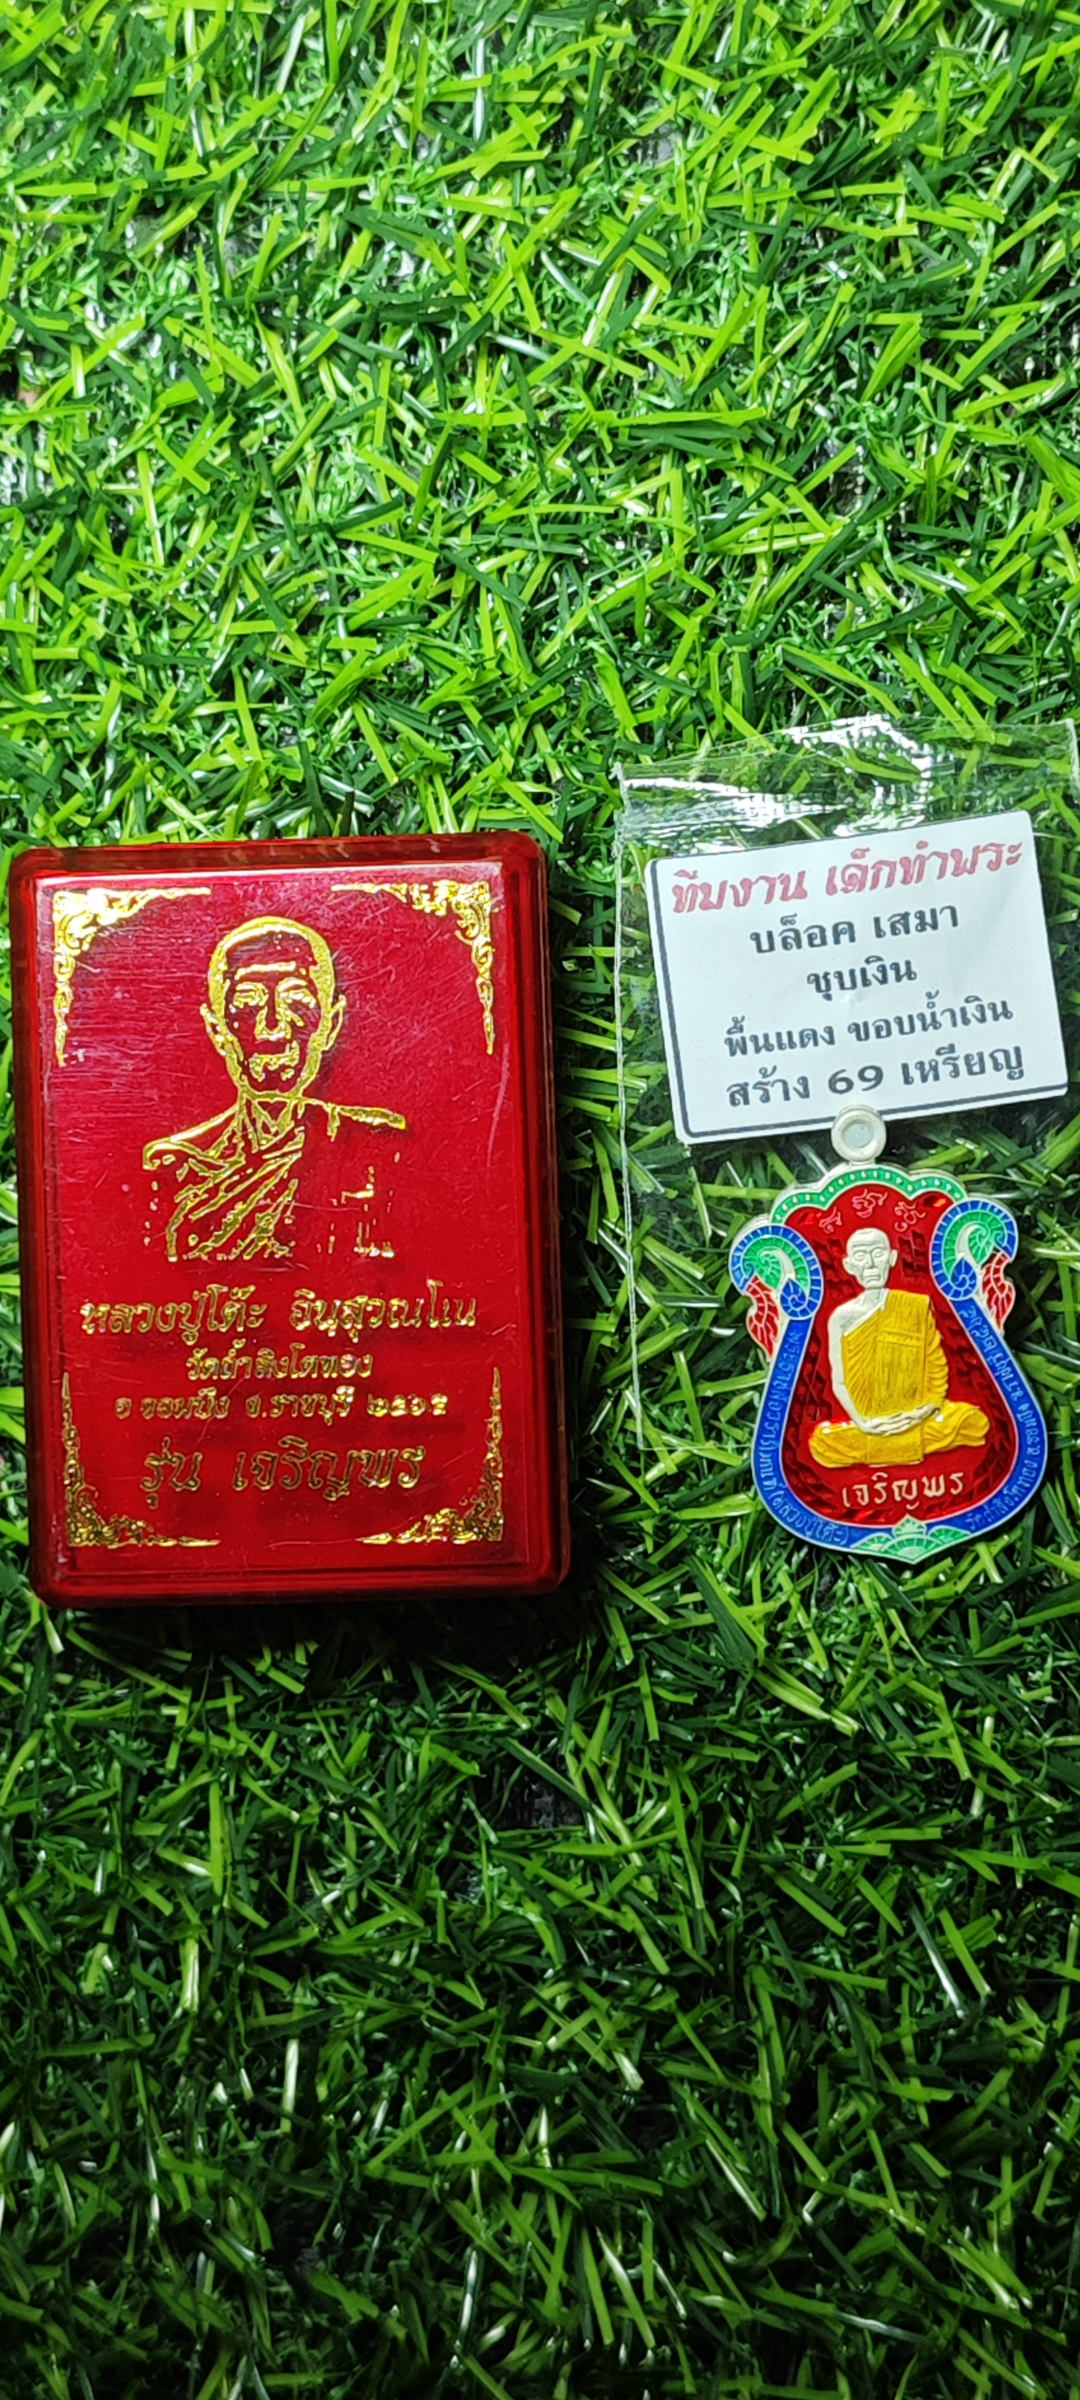 หลวงปู่โต๊ะ อินฺทสุวณฺโณ
วัดถ้ำสิงโตทอง
อ.จอมบึง จ.ราชบุรี
รุ่น เจริญพร
ทีมงาน เด็กทำพระ
บล็อค เสมา
ชุบเงิน
พื้นแดง ขอบน้ำเงิน
สร้าง 69 เหรียญ
เจริญพร